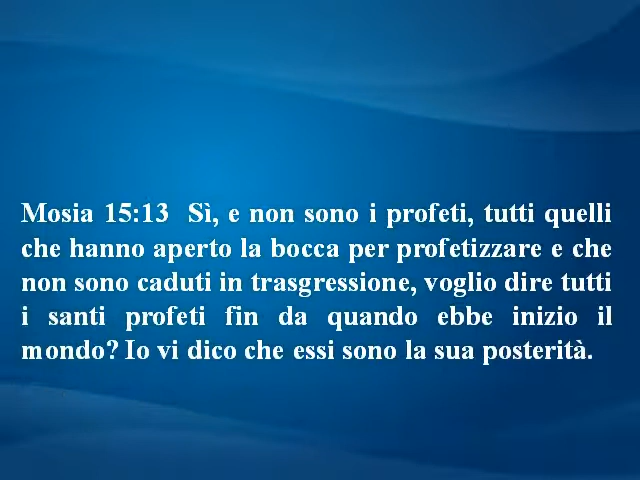 Mosia 15:13  Sì, e non sono i profeti, tutti quelli
che hanno aperto la bocca per profetizzare e che
non sono caduti in trasgressione, voglio dire tutti
i santi profeti fin da quando ebbe inizio il
mondo? Io vi dico che essi sono la sua posterità.